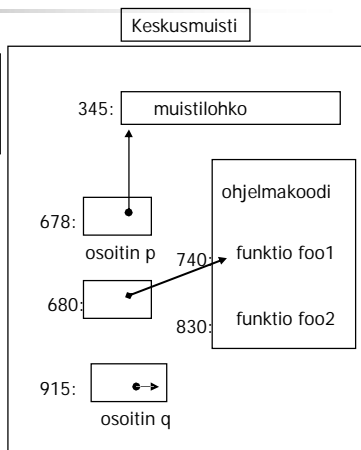 Keskusmuisti
345: muistilohko
ohjelmakoodi
678:
osoitin p
740: funktio foo1
680:
830: funktio foo2
915:
osoitin q